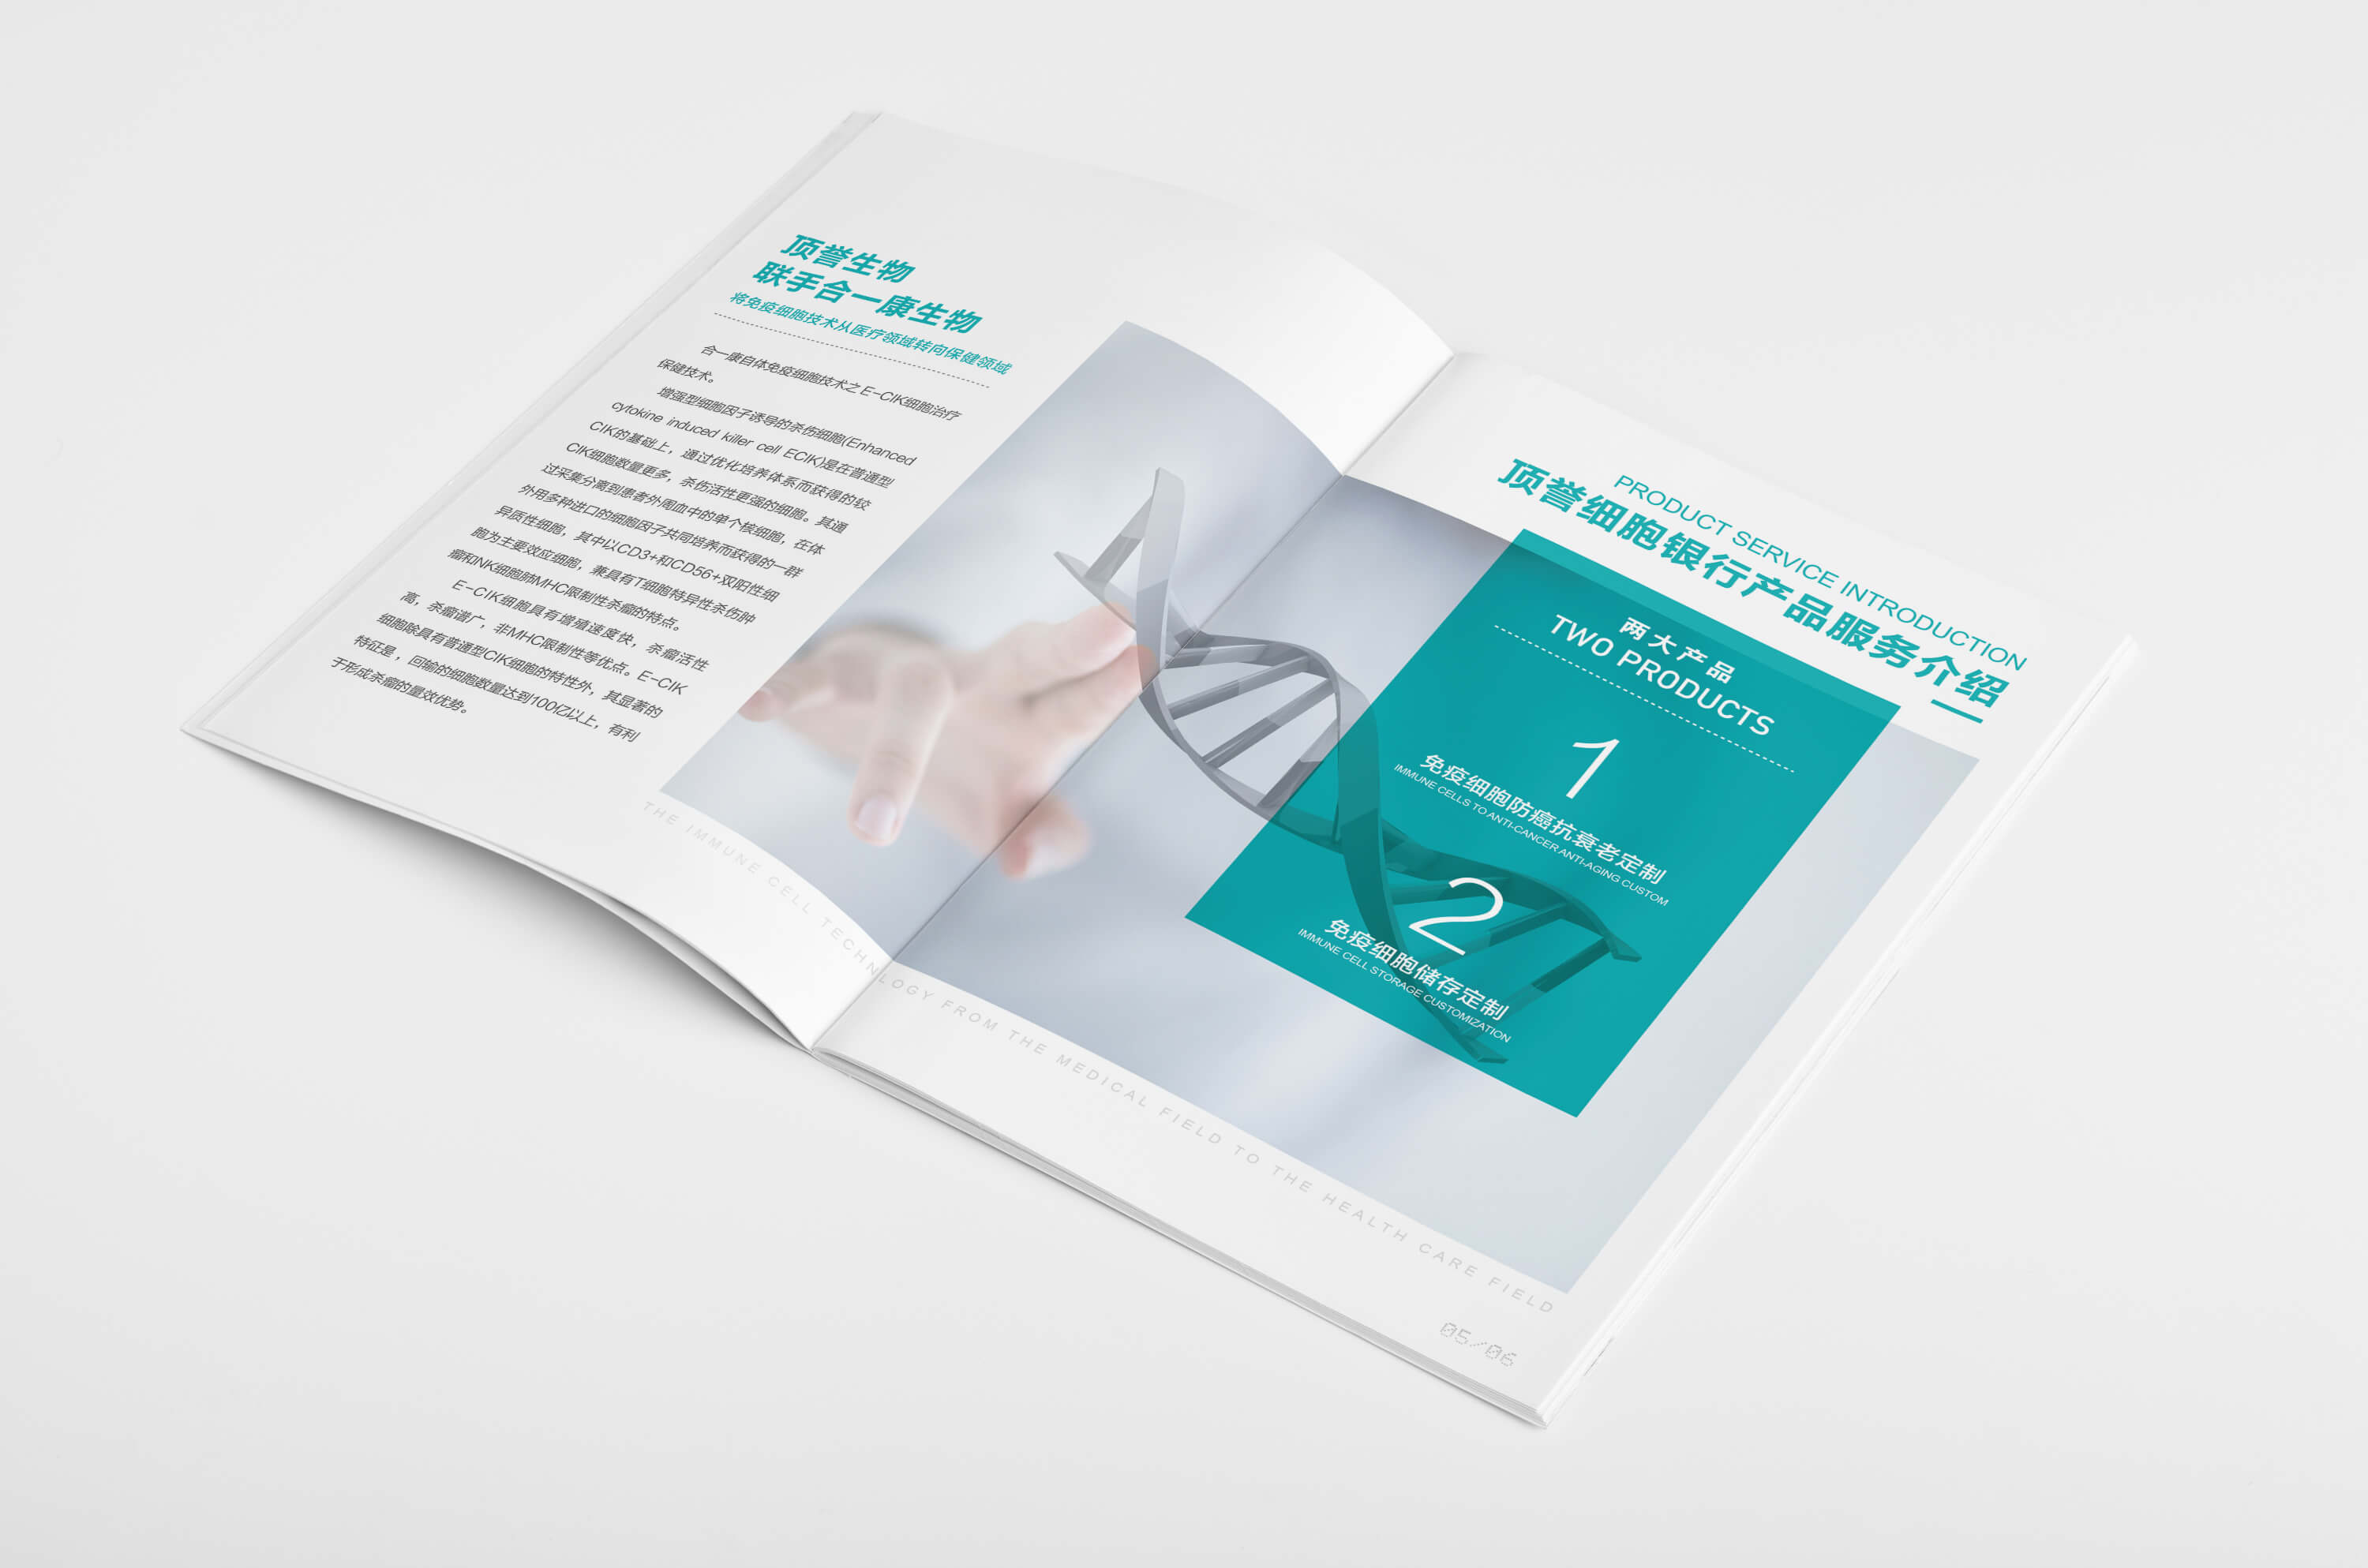 顶誉生物
联手合一康生物
将免疫细胞技术从医疗领域转向保健领域
合一康自体免疫细胞技术之 E-CIK细胞治疗
保健技术。
增强型细胞因子诱导的杀伤细胞(Enhanced
cytokine induced killer cell ECIK)是在普通型
CIK的基础上，通过优化培养体系而获得的较
CIK细胞数量更多，杀伤活性更强的细胞。其通
过采集分离到患者外周血中的单个核细胞，在体
外用多种进口的细胞因子共同培养而获得的一群
异质性细胞，其中以CD3+和CD56+双阳性细
胞为主要效应细胞，兼具有T细胞特异性杀伤肿
瘤和NK细胞肺MHC限制性杀瘤的特点。
E-CIK细胞具有增殖速度快，杀瘤活性
高，杀瘤谱广，非MHC限制性等优点。E-CIK
细胞除具有普通型CIK细胞的特性外，其显著的
特征是，回输的细胞数量达到100亿以上，有利
于形成杀瘤的量效优势。
PRODUCT SERVICE INTRODUCTION
顶誉细胞银行产品服务介绍
两大产品
TWO PRODUCTS
1
免疫细胞防癌抗衰老定制
IMMUNE CELLS TO ANTI-CANCER ANTI-AGING CUSTOM
2
免疫细胞储存定制
IMMUNE CELL STORAGE CUSTOMIZATION
THE IMMUNE CELL TECHNLOGY FROM THE MEDICAL FIELD TO THE HEALTH CARE FIELD
05/06